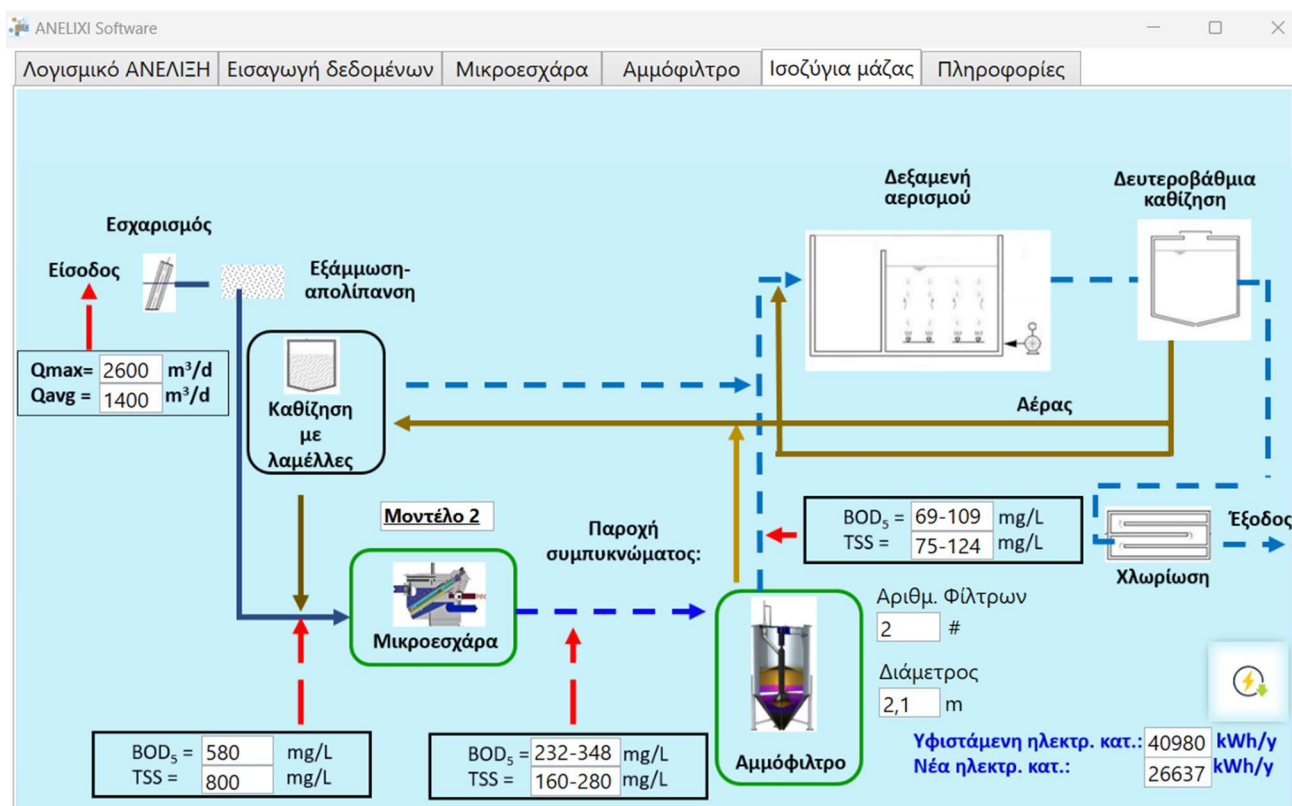 ANELIXI Software
Λογισμικό ΑΝΕΛΙΞΗ Εισαγωγή δεδομένων Μικροεσχάρα Αμμόφιλτρο Ισοζύγια μάζας Πληροφορίες
Δεξαμενή
αερισμού
Δευτεροβάθμια
καθίζηση
Εσχαρισμός
Είσοδος
Εξάμμωση-
απολίπανση
Qmax= 2600 m³/d
Qavg = 1400 m³/d
Καθίζηση
με
λαμέλλες
Αέρας
Μοντέλο 2
Παροχή
συμπυκνώματος:
BOD₅ = 69-109 mg/L
TSS = 75-124 mg/L
Έξοδος
Χλωρίωση
Μικροεσχάρα
Αριθμ. Φίλτρων
2 #
Διάμετρος
2,1 m
Αμμόφιλτρο
BOD₅ = 580 mg/L
TSS = 800 mg/L
BOD₅ = 232-348 mg/L
TSS = 160-280 mg/L
Υφιστάμενη ηλεκτρ. κατ.: 40980 kWh/y
Νέα ηλεκτρ. κατ.: 26637 kWh/y